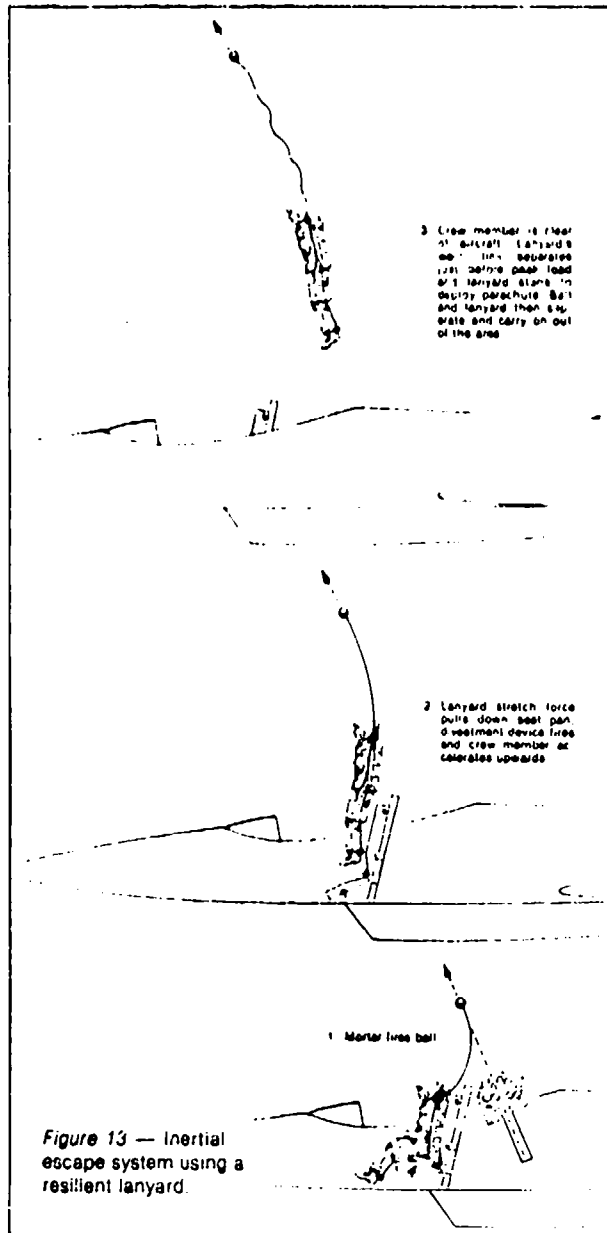 3 Crew member is clear
of aircraft. Lanyard's
weak link separates
just before peak load
and lanyard starts to
deploy parachute. Ball
and lanyard then sep-
erate and carry on out
of the area
2 Lanyard stretch force
pulls down seat pan,
divestment device fires
and crew member ac
celerates upwards
1 Mortar fires ball
Figure 13 — Inertial
escape system using a
resilient lanyard.